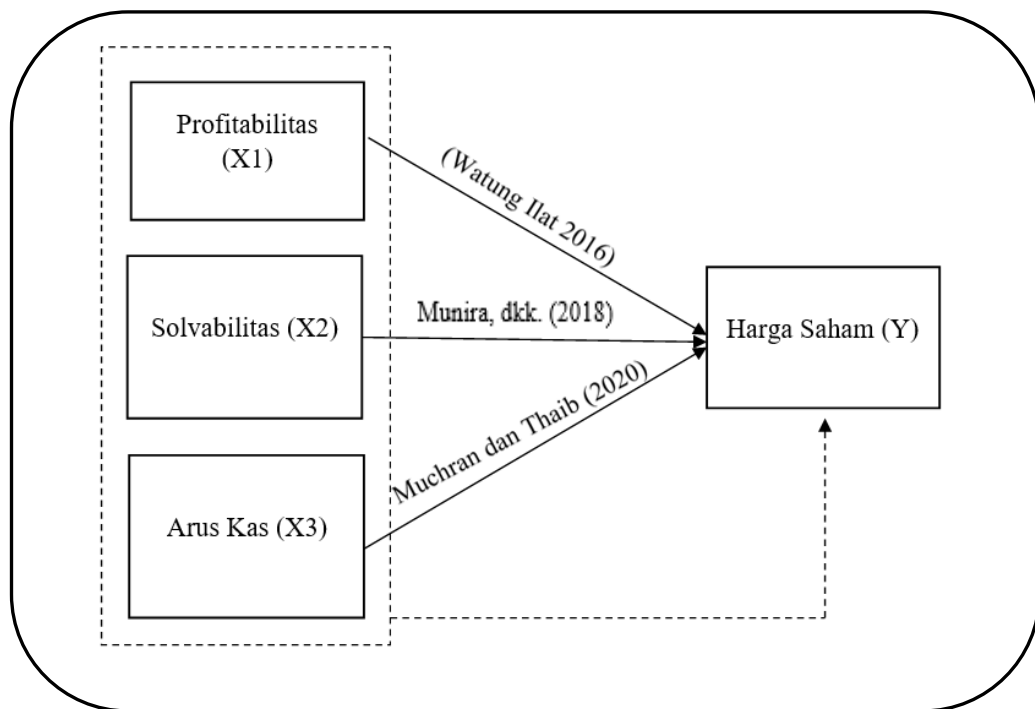 Profitabilitas
(X1)
(Watung Ilat 2016)
Solvabilitas (X2)
Munira, dkk. (2018)
Harga Saham (Y)
Muchran dan Thaib (2020)
Arus Kas (X3)